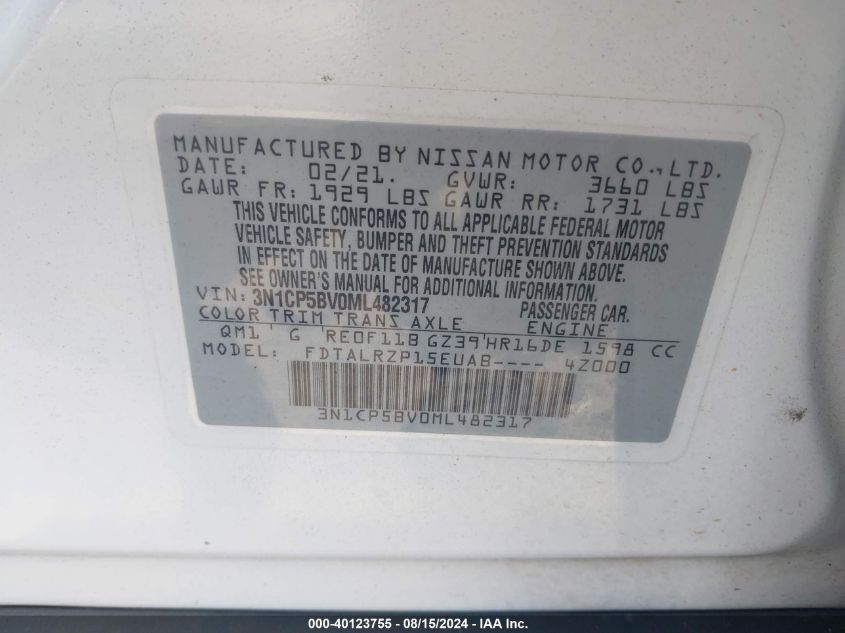 MANUFACTURED BY NISSAN MOTOR CO., LTD.
DATE: 02/21. GVWR: 3660 LBS
GAWR FR: 1929 LBS GAWR RR: 1731 LBS
THIS VEHICLE CONFORMS TO ALL APPLICABLE FEDERAL MOTOR
VEHICLE SAFETY, BUMPER AND THEFT PREVENTION STANDARDS
IN EFFECT ON THE DATE OF MANUFACTURE SHOWN ABOVE.
SEE OWNER'S MANUAL FOR ADDITIONAL INFORMATION.
VIN: 3N1CP5BV0ML482317 PASSENGER CAR.
COLOR TRIM TRANS AXLE ENGINE
QM1 ' G 'RE0F11B GZ39'HR16DE 1598 CC
MODEL: FDTALRZP15EUAB---- 4Z000
3N1CP5BV0ML482317
000-40123755 - 08/15/2024 - IAA Inc.